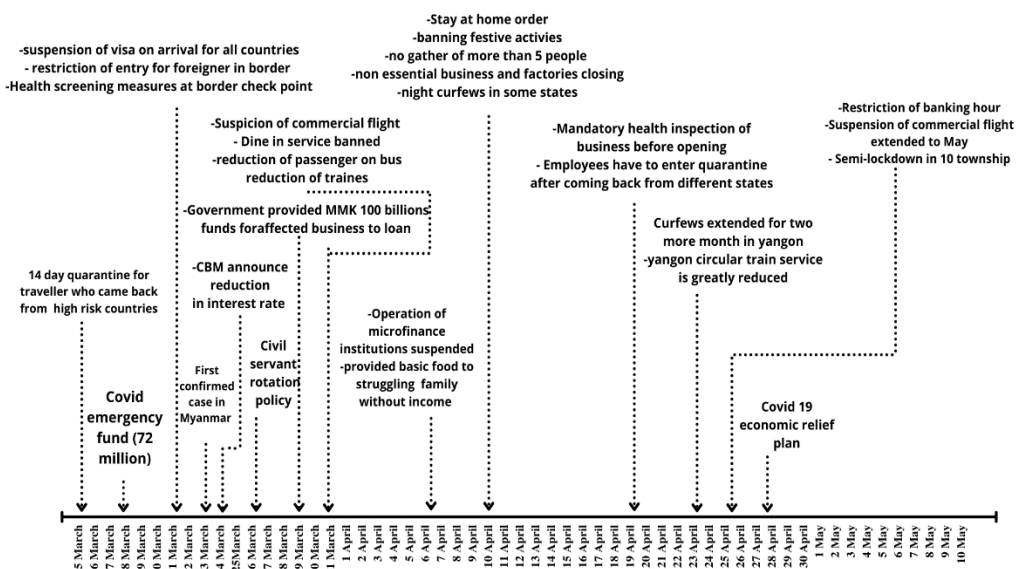 -Stay at home order
-banning festive activies
-no gather of more than 5 people
-non essential business and factories closing
-night curfews in some states
-suspension of visa on arrival for all countries
- restriction of entry for foreigner in border
-Health screening measures at border check point
-Suspicion of commercial flight
- Dine in service banned
-reduction of passenger on bus
reduction of traines
-Mandatory health inspection of
business before opening
- Employees have to enter quarantine
after coming back from different states
-Restriction of banking hour
-Suspension of commercial flight
extended to May
- Semi-lockdown in 10 township
-Government provided MMK 100 billions
funds foraffected business to loan
Curfews extended for two
more month in yangon
-yangon circular train service
is greatly reduced
14 day quarantine for
traveller who came back
from high risk countries
-CBM announce
reduction
in interest rate
-Operation of
microfinance
institutions suspended
-provided basic food to
struggling family
without income
Civil
servant
rotation
policy
First
confirmed
case in
Myanmar
Covid
emergency
fund (72
million)
Covid 19
economic relief
plan
5 March
6 March
7 March
8 March
9 March
0 March
1 March
2 March
3 March
4 March
25March
6 March
7 March
8 March
9 March
0 March
1 March
1 April
2 April
3 April
4 April
5 April
6 April
7 April
8 April
9 April
10 April
11 April
12 April
13 April
14 April
15 April
16 April
17 April
18 April
19 April
20 April
21 April
22 April
23 April
24 April
25 April
26 April
27 April
28 April
29 April
30 April
1 May
2 May
3 May
4 May
5 May
6 May
7 May
8 May
9 May
10 May